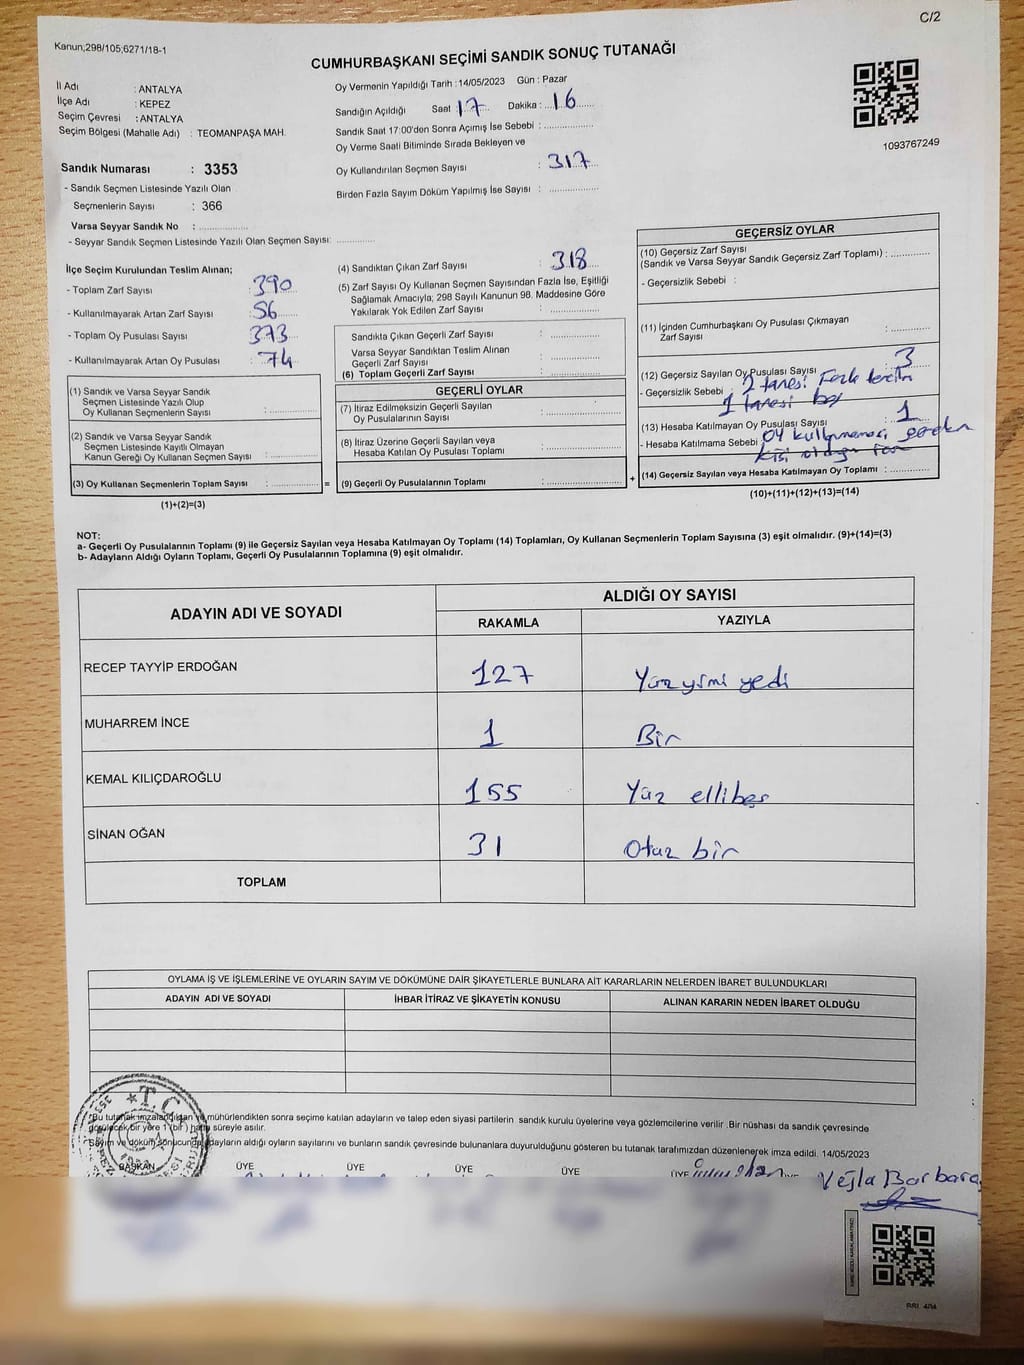 C/2
Kanun;298/105;6271/18-1
CUMHURBAŞKANI SEÇİMİ SANDIK SONUÇ TUTANAĞI
İl Adı : ANTALYA
İlçe Adı : KEPEZ
Seçim Çevresi : ANTALYA
Seçim Bölgesi (Mahalle Adı) : TEOMANPAŞA MAH.
Oy Vermenin Yapıldığı Tarih : 14/05/2023 Gün : Pazar
Sandığın Açıldığı Saat 17 Dakika : 16
Sandık Saat 17:00'den Sonra Açımış İse Sebebi :
Oy Verme Saati Bitiminde Sırada Bekleyen ve
Oy Kullandırılan Seçmen Sayısı : 317
Birden Fazla Sayım Döküm Yapılmış İse Sayısı :
1093767249
Sandık Numarası : 3353
- Sandık Seçmen Listesinde Yazılı Olan
Seçmenlerin Sayısı : 366
Varsa Seyyar Sandık No :
- Seyyar Sandık Seçmen Listesinde Yazılı Olan Seçmen Sayısı:
İlçe Seçim Kurulundan Teslim Alınan;
- Toplam Zarf Sayısı : 390
- Kullanılmayarak Artan Zarf Sayısı : 56
- Toplam Oy Pusulası Sayısı : 373
- Kullanılmayarak Artan Oy Pusulası : 74
(1) Sandık ve Varsa Seyyar Sandık
Seçmen Listesinde Yazılı Olup
Oy Kullanan Seçmenlerin Sayısı :
(2) Sandık ve Varsa Seyyar Sandık
Seçmen Listesinde Kayıtlı Olmayan
Kanun Gereği Oy Kullanan Seçmen Sayısı :
(3) Oy Kullanan Seçmenlerin Toplam Sayısı :
(1)+(2)=(3)
(4) Sandıktan Çıkan Zarf Sayısı : 318
(5) Zarf Sayısı Oy Kullanan Seçmen Sayısından Fazla İse, Eşitliği
Sağlamak Amacıyla; 298 Sayılı Kanunun 98. Maddesine Göre
Yakılarak Yok Edilen Zarf Sayısı :
Sandıkta Çıkan Geçerli Zarf Sayısı :
Varsa Seyyar Sandıktan Teslim Alınan
Geçerli Zarf Sayısı :
(6) Toplam Geçerli Zarf Sayısı :
GEÇERLİ OYLAR
(7) İtiraz Edilmeksizin Geçerli Sayılan
Oy Pusulalarının Sayısı :
(8) İtiraz Üzerine Geçerli Sayılan veya
Hesaba Katılan Oy Pusulaları Toplamı :
= (9) Geçerli Oy Pusulalarının Toplamı :
GEÇERSİZ OYLAR
(10) Geçersiz Zarf Sayısı
(Sandık ve Varsa Seyyar Sandık Geçersiz Zarf Toplamı) :
- Geçersizlik Sebebi :
(11) İçinden Cumhurbaşkanı Oy Pusulası Çıkmayan
Zarf Sayısı :
(12) Geçersiz Sayılan Oy Pusulası Sayısı : 3
- Geçersizlik Sebebi : 2 tanesi Fazla tercih
1 tanesi boş
(13) Hesaba Katılmayan Oy Pusulası Sayısı : 1
- Hesaba Katılmama Sebebi : oy kullanmaması gereken
kişi olduğu
+ (14) Geçersiz Sayılan veya Hesaba Katılmayan Oy Toplamı :
(10)+(11)+(12)+(13)=(14)
NOT:
a- Geçerli Oy Pusulalarının Toplamı (9) ile Geçersiz Sayılan veya Hesaba Katılmayan Oy Toplamı (14) Toplamları, Oy Kullanan Seçmenlerin Toplam Sayısına (3) eşit olmalıdır. (9)+(14)=(3)
b- Adayların Aldığı Oyların Toplamı, Geçerli Oy Pusulalarının Toplamına (9) eşit olmalıdır.
ADAYIN ADI VE SOYADI
ALDIĞI OY SAYISI
RAKAMLA YAZIYLA
RECEP TAYYİP ERDOĞAN 127 Yüz yirmi yedi
MUHARREM İNCE 1 Bir
KEMAL KILIÇDAROĞLU 155 Yüz ellibeş
SİNAN OĞAN 31 Otuz bir
TOPLAM
OYLAMA İŞ VE İŞLEMLERİNE VE OYLARIN SAYIM VE DÖKÜMÜNE DAİR ŞİKAYETLERLE BUNLARA AİT KARARLARIN NELERDEN İBARET BULUNDUKLARI
ADAYIN ADI VE SOYADI İHBAR İTİRAZ VE ŞİKAYETİN KONUSU ALINAN KARARIN NEDEN İBARET OLDUĞU
T.C.
*Bu tutanak imzalandıktan ve mühürlendikten sonra seçime katılan adayların ve talep eden siyasi partilerin sandık kurulu üyelerine veya gözlemcilerine verilir. Bir nüshası da sandık çevresinde
görülecek bir yere 1 (bir) hafta süreyle asılır.
*Sayım ve döküm sonucunda adayların aldığı oyların sayılarını ve bunların sandık çevresinde bulunanlara duyurulduğunu gösteren bu tutanak tarafımızdan düzenlenerek imza edildi. 14/05/2023
BAŞKAN ÜYE ÜYE ÜYE ÜYE ÜYE ÜYE